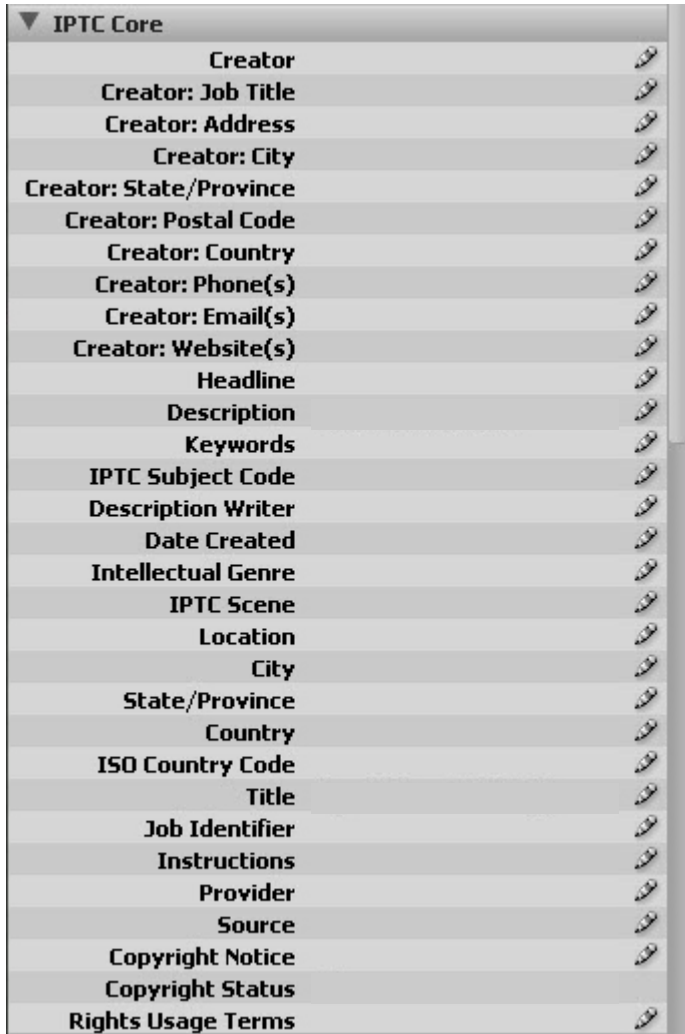 IPTC Core
Creator
Creator: Job Title
Creator: Address
Creator: City
Creator: State/Province
Creator: Postal Code
Creator: Country
Creator: Phone(s)
Creator: Email(s)
Creator: Website(s)
Headline
Description
Keywords
IPTC Subject Code
Description Writer
Date Created
Intellectual Genre
IPTC Scene
Location
City
State/Province
Country
ISO Country Code
Title
Job Identifier
Instructions
Provider
Source
Copyright Notice
Copyright Status
Rights Usage Terms